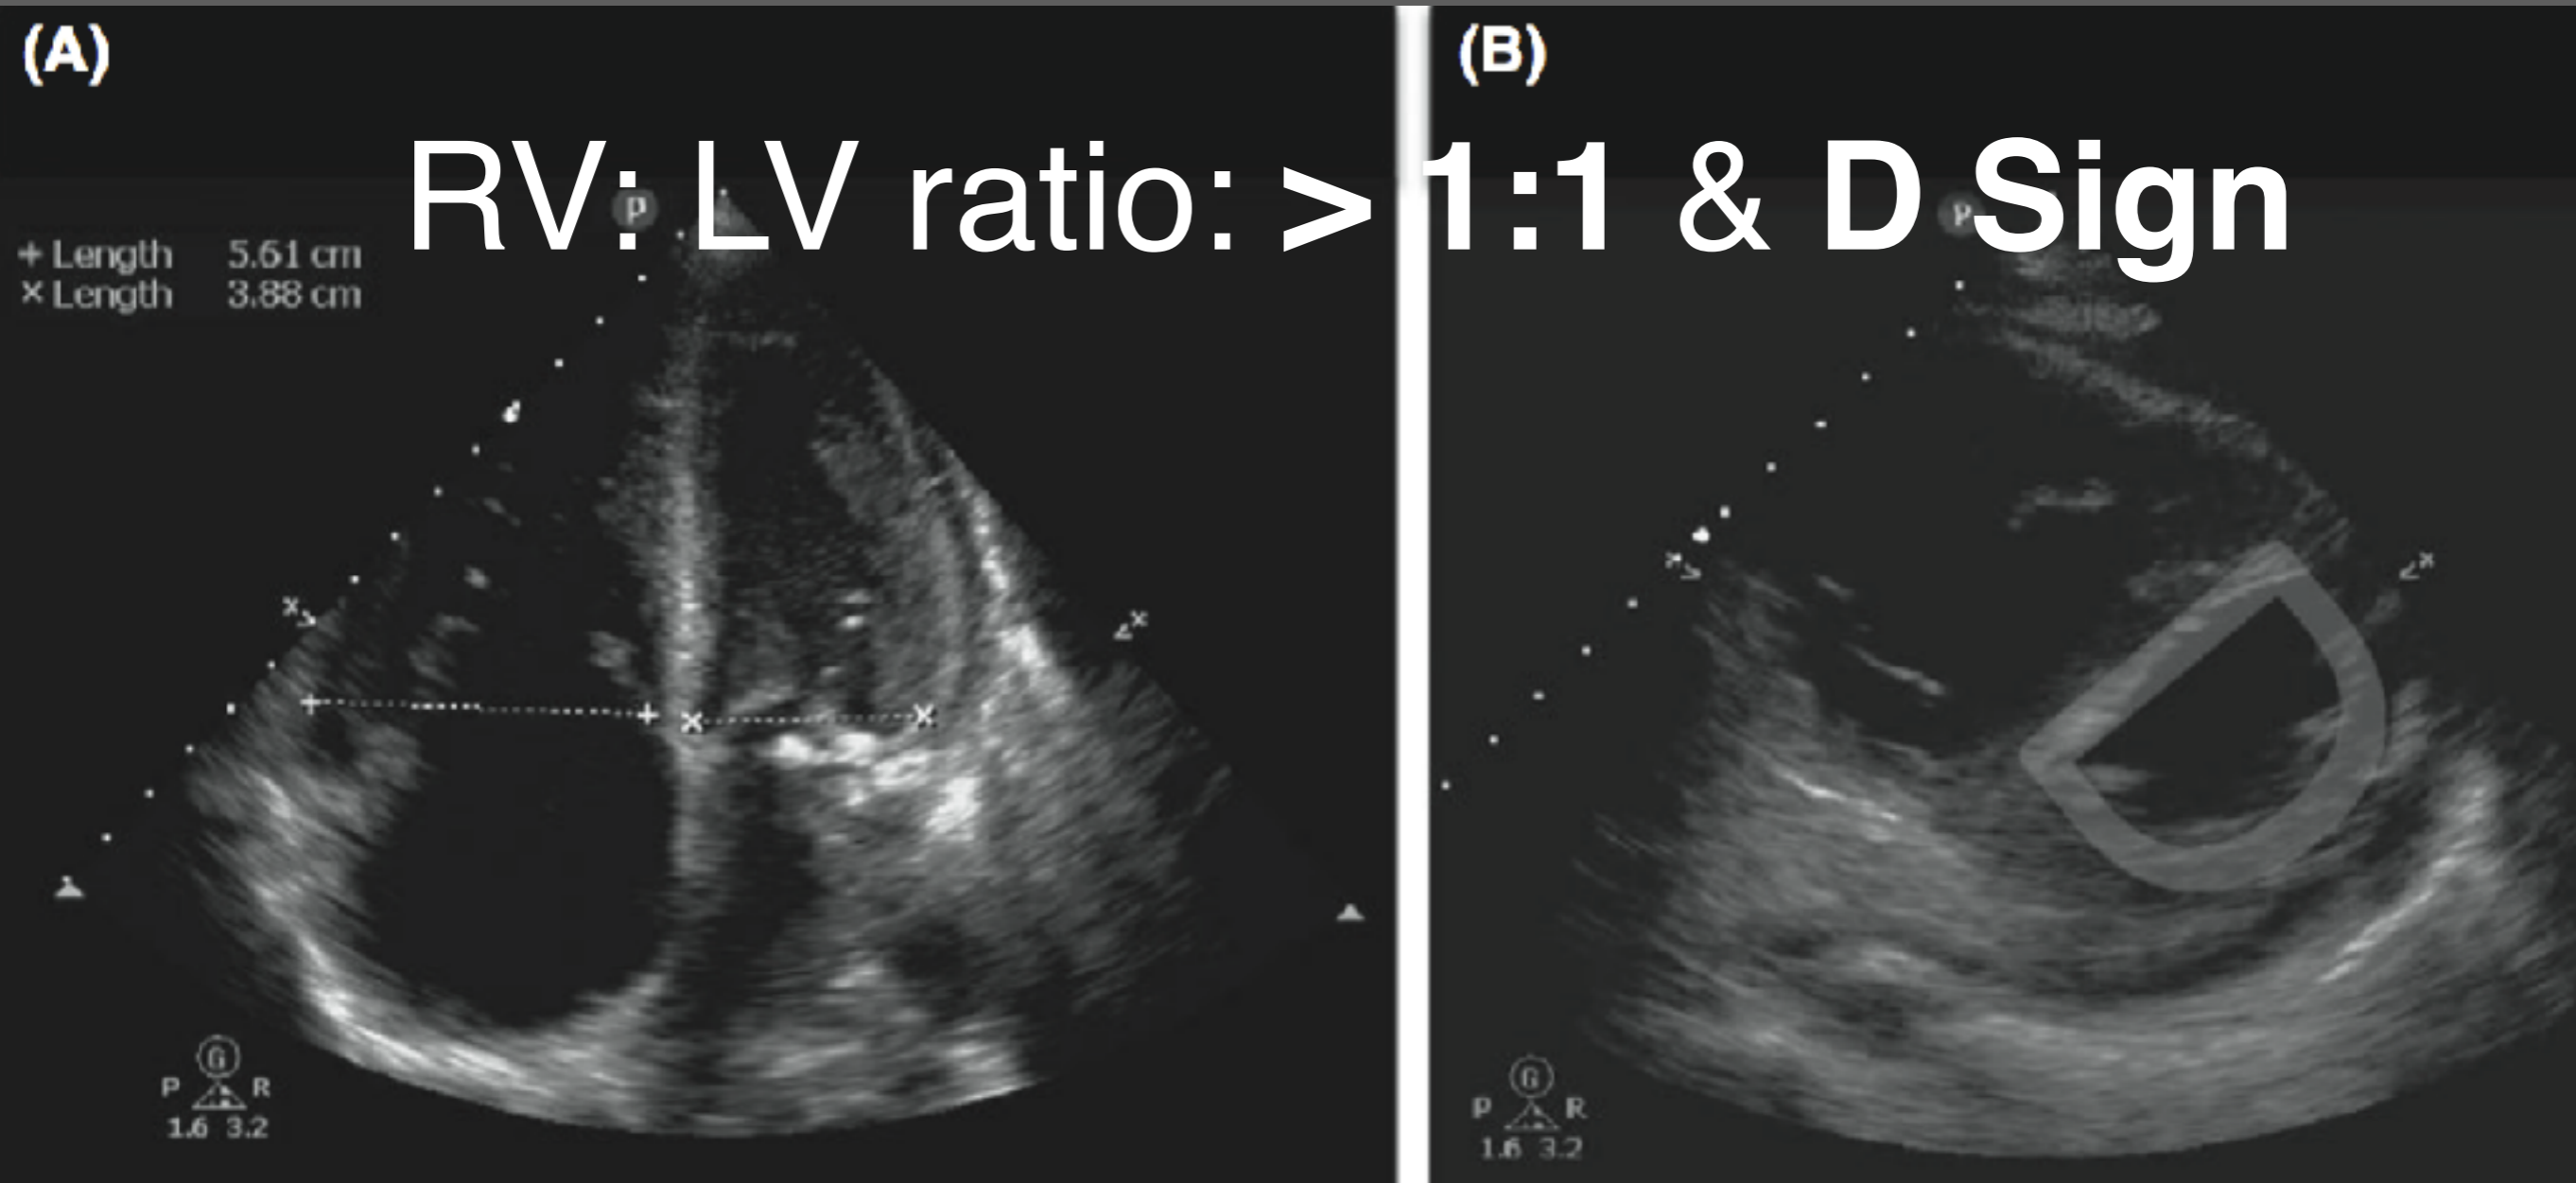 (A)
(B)
RV: LV ratio: > 1:1 & D Sign
P
P
+ Length 5.61 cm
× Length 3.88 cm
G
P R
1.6 3.2
G
P R
1.6 3.2